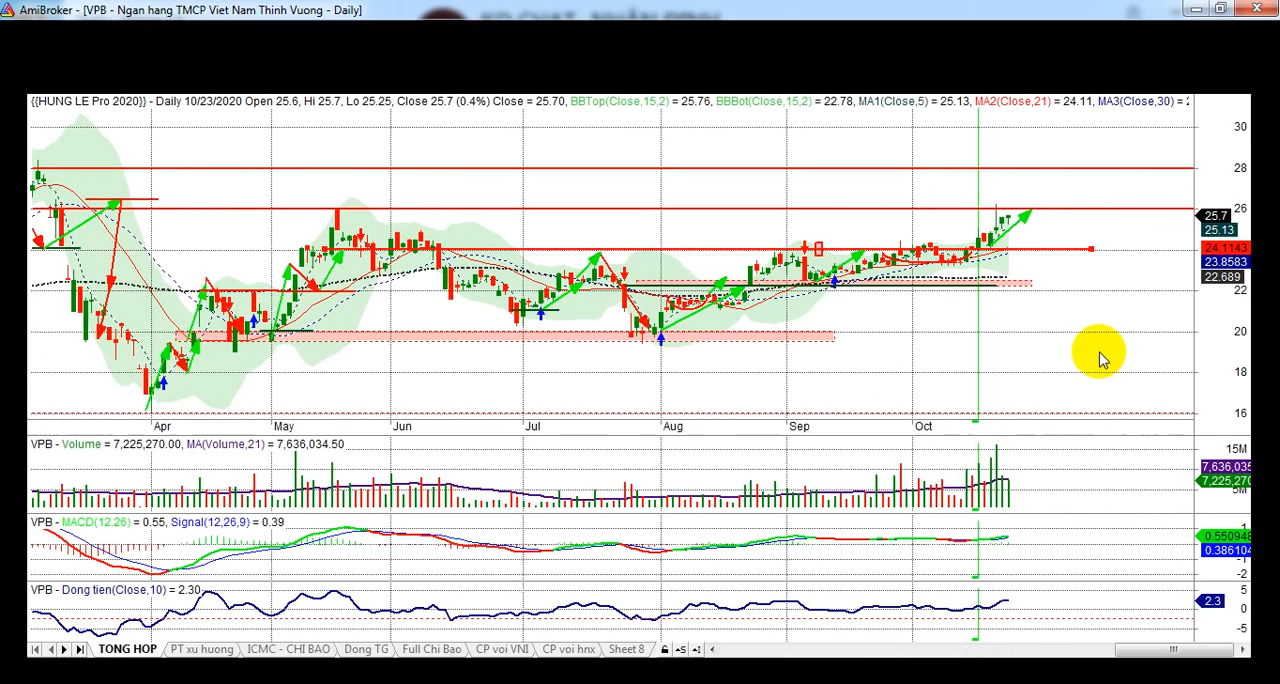 AmiBroker - [VPB - Ngan hang TMCP Viet Nam Thinh Vuong - Daily]
{{HUNG LE Pro 2020}} - Daily 10/23/2020 Open 25.6, Hi 25.7, Lo 25.25, Close 25.7 (0.4%) Close = 25.70, BBTop(Close,15,2) = 25.76, BBBot(Close,15,2) = 22.78, MA1(Close,5) = 25.13, MA2(Close,21) = 24.11, MA3(Close,30) =
30
28
26
25.7
25.13
24.1143
23.8583
22.689
22
20
18
16
Apr May Jun Jul Aug Sep Oct
VPB - Volume = 7,225,270.00, MA(Volume,21) = 7,636,034.50
15M
7,636,035
7,225,270
5M
VPB - MACD(12,26) = 0.55, Signal(12,26,9) = 0.39
1
0.550948
0.386104
-1
-2
VPB - Dong tien(Close,10) = 2.30
5
2.3
0
-5
TONG HOP PT xu huong ICMC - CHI BAO Dong TG Full Chi Bao CP voi VNI CP voi hnx Sheet 8